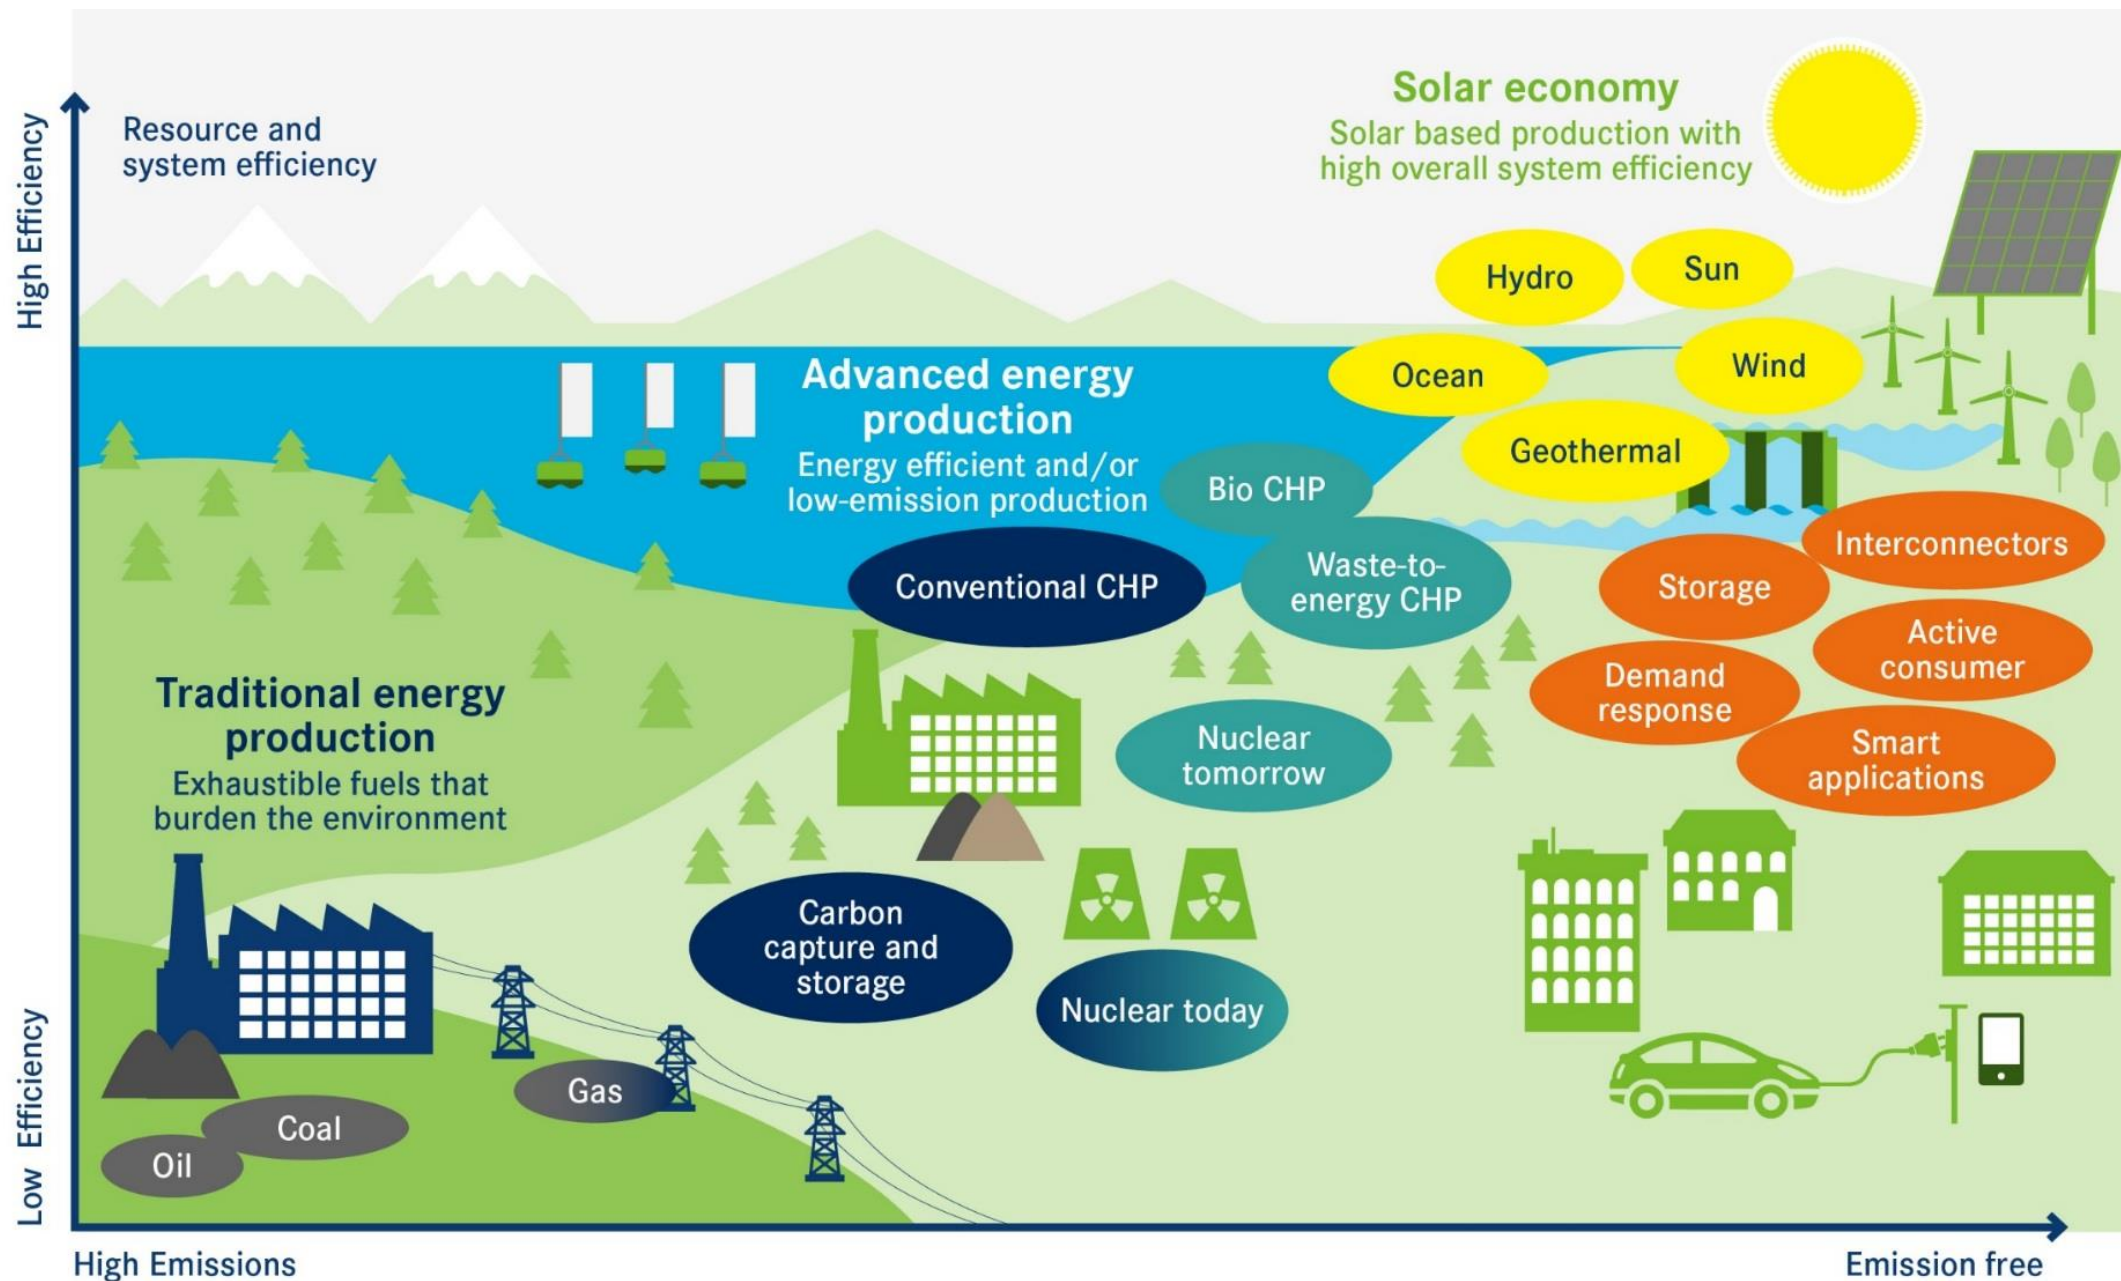 High Efficiency
Resource and
system efficiency
Solar economy
Solar based production with
high overall system efficiency
Hydro
Sun
Ocean
Wind
Geothermal
Advanced energy
production
Energy efficient and/or
low-emission production
Bio CHP
Conventional CHP
Waste-to-
energy CHP
Interconnectors
Storage
Active
consumer
Demand
response
Smart
applications
Traditional energy
production
Exhaustible fuels that
burden the environment
Nuclear
tomorrow
Carbon
capture and
storage
Nuclear today
Gas
Coal
Oil
Low Efficiency
High Emissions
Emission free